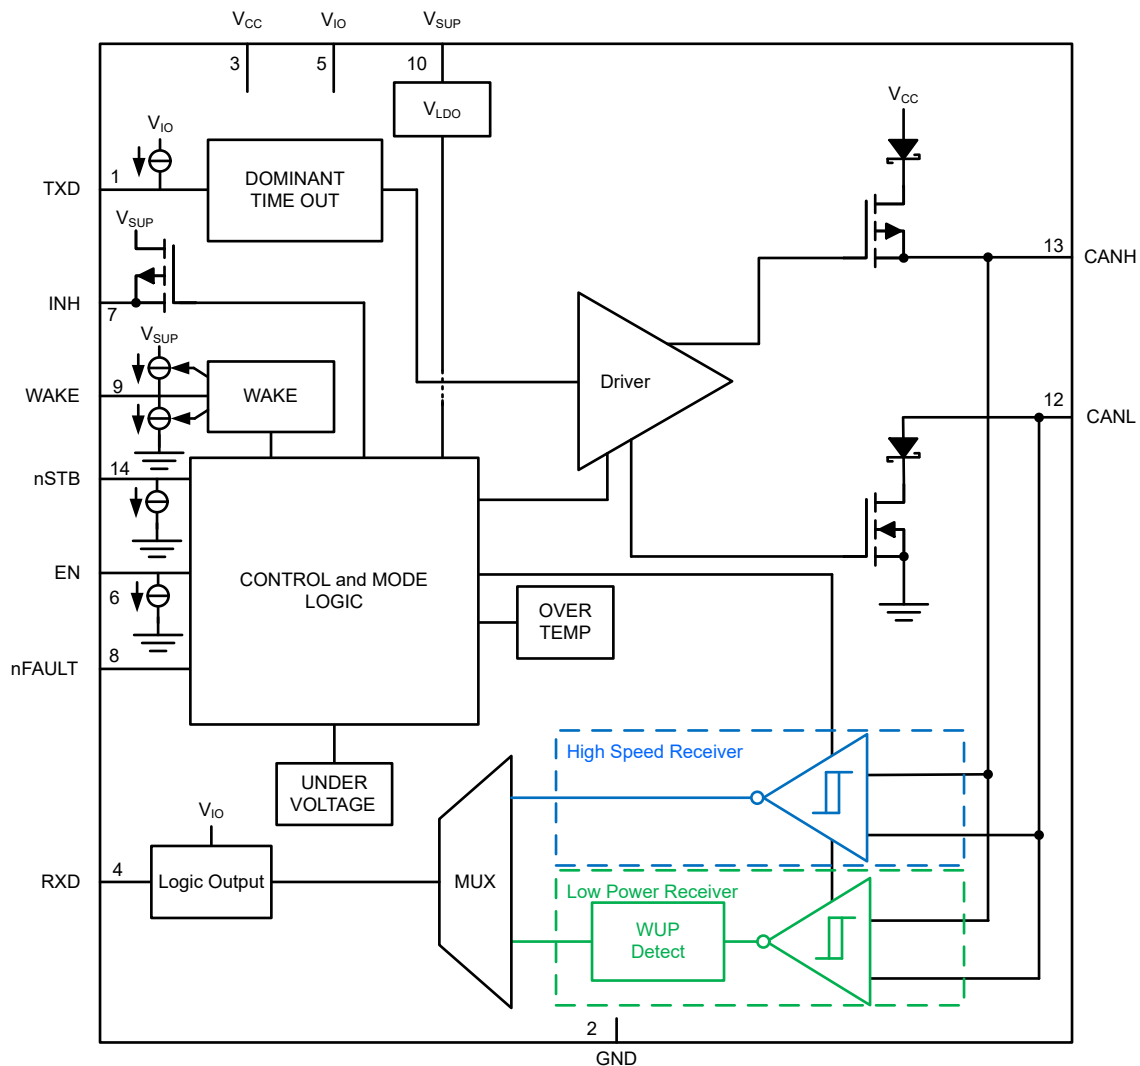 VCC
VIO
VSUP
3
5
10
VLDO
VCC
VIO
TXD
1
DOMINANT
TIME OUT
VSUP
INH
7
13
CANH
VSUP
WAKE
9
WAKE
Driver
12
CANL
nSTB
14
EN
6
CONTROL and MODE
LOGIC
OVER
TEMP
nFAULT
8
UNDER
VOLTAGE
High Speed Receiver
VIO
RXD
4
Logic Output
MUX
Low Power Receiver
WUP
Detect
2
GND